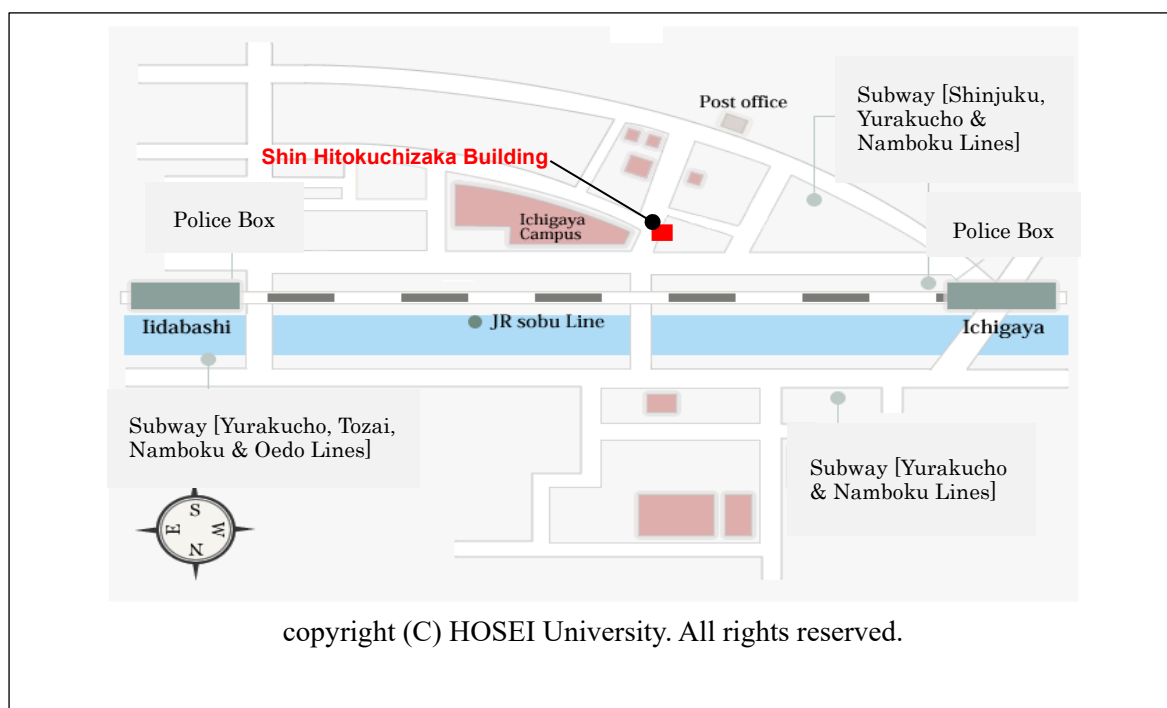 Post office
Subway [Shinjuku,
Yurakucho &
Namboku Lines]
Shin Hitokuchizaka Building
Police Box
Ichigaya
Campus
Police Box
Iidabashi
JR sobu Line
Ichigaya
Subway [Yurakucho, Tozai,
Namboku & Oedo Lines]
Subway [Yurakucho
& Namboku Lines]
S
E
W
N
copyright (C) HOSEI University. All rights reserved.